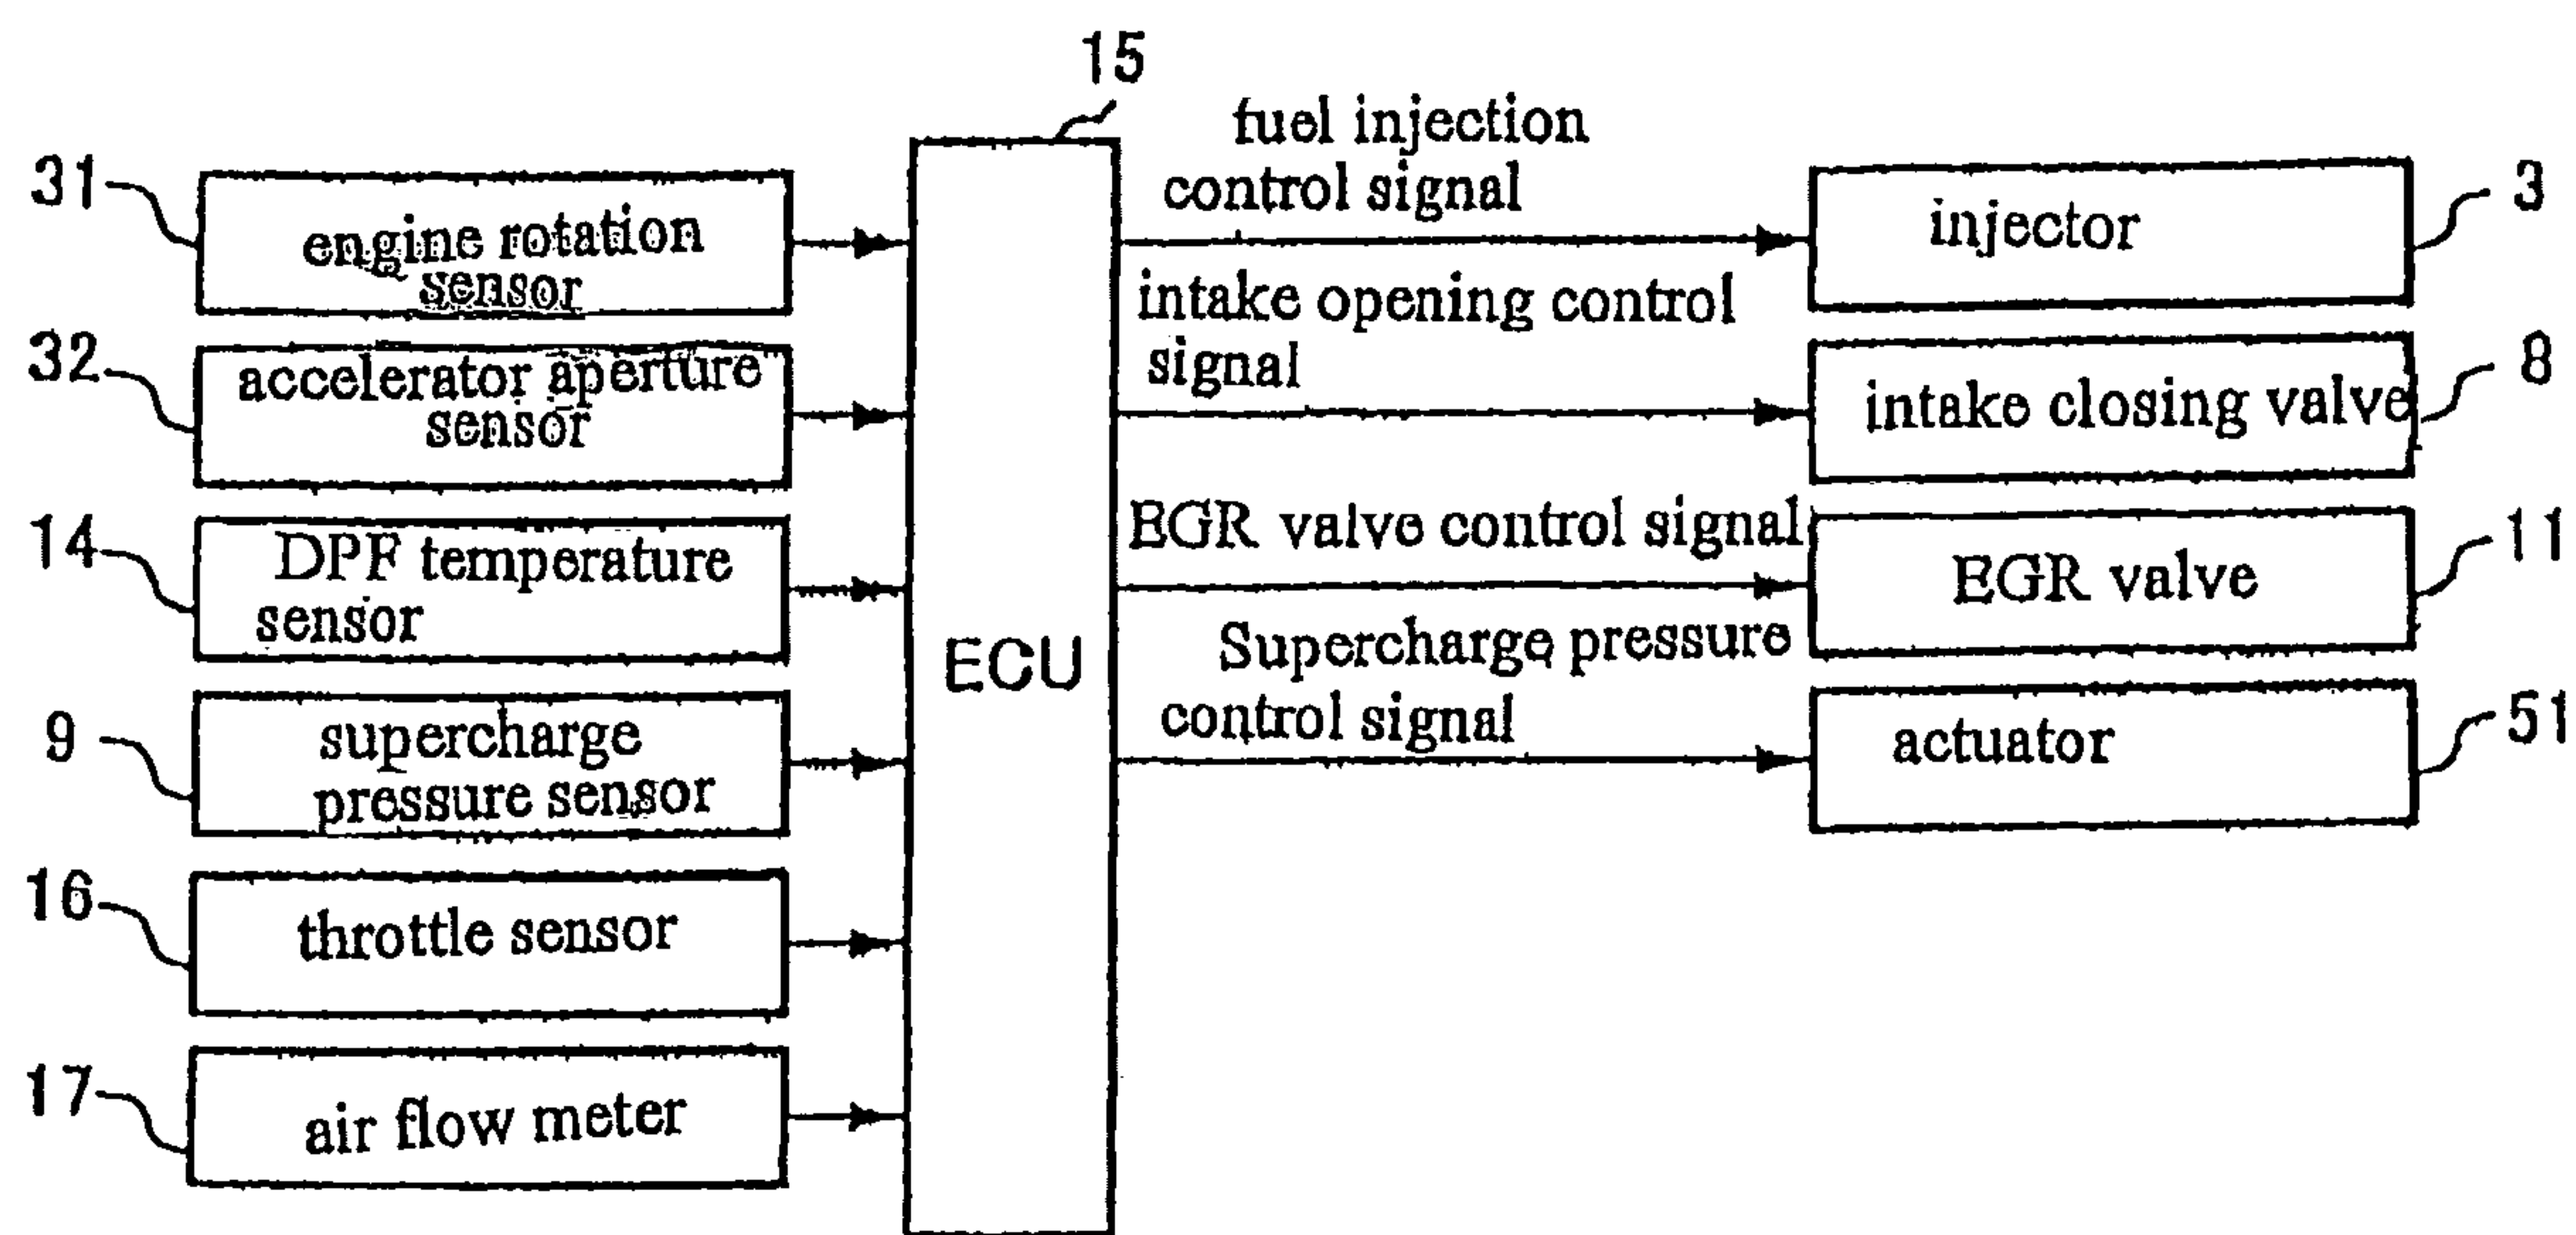 15
31
engine rotation
sensor
32
accelerator aperture
sensor
14
DPF temperature
sensor
9
supercharge
pressure sensor
16
throttle sensor
17
air flow meter
ECU
fuel injection
control signal
intake opening control
signal
EGR valve control signal
Supercharge pressure
control signal
injector
3
intake closing valve
8
EGR valve
11
actuator
51